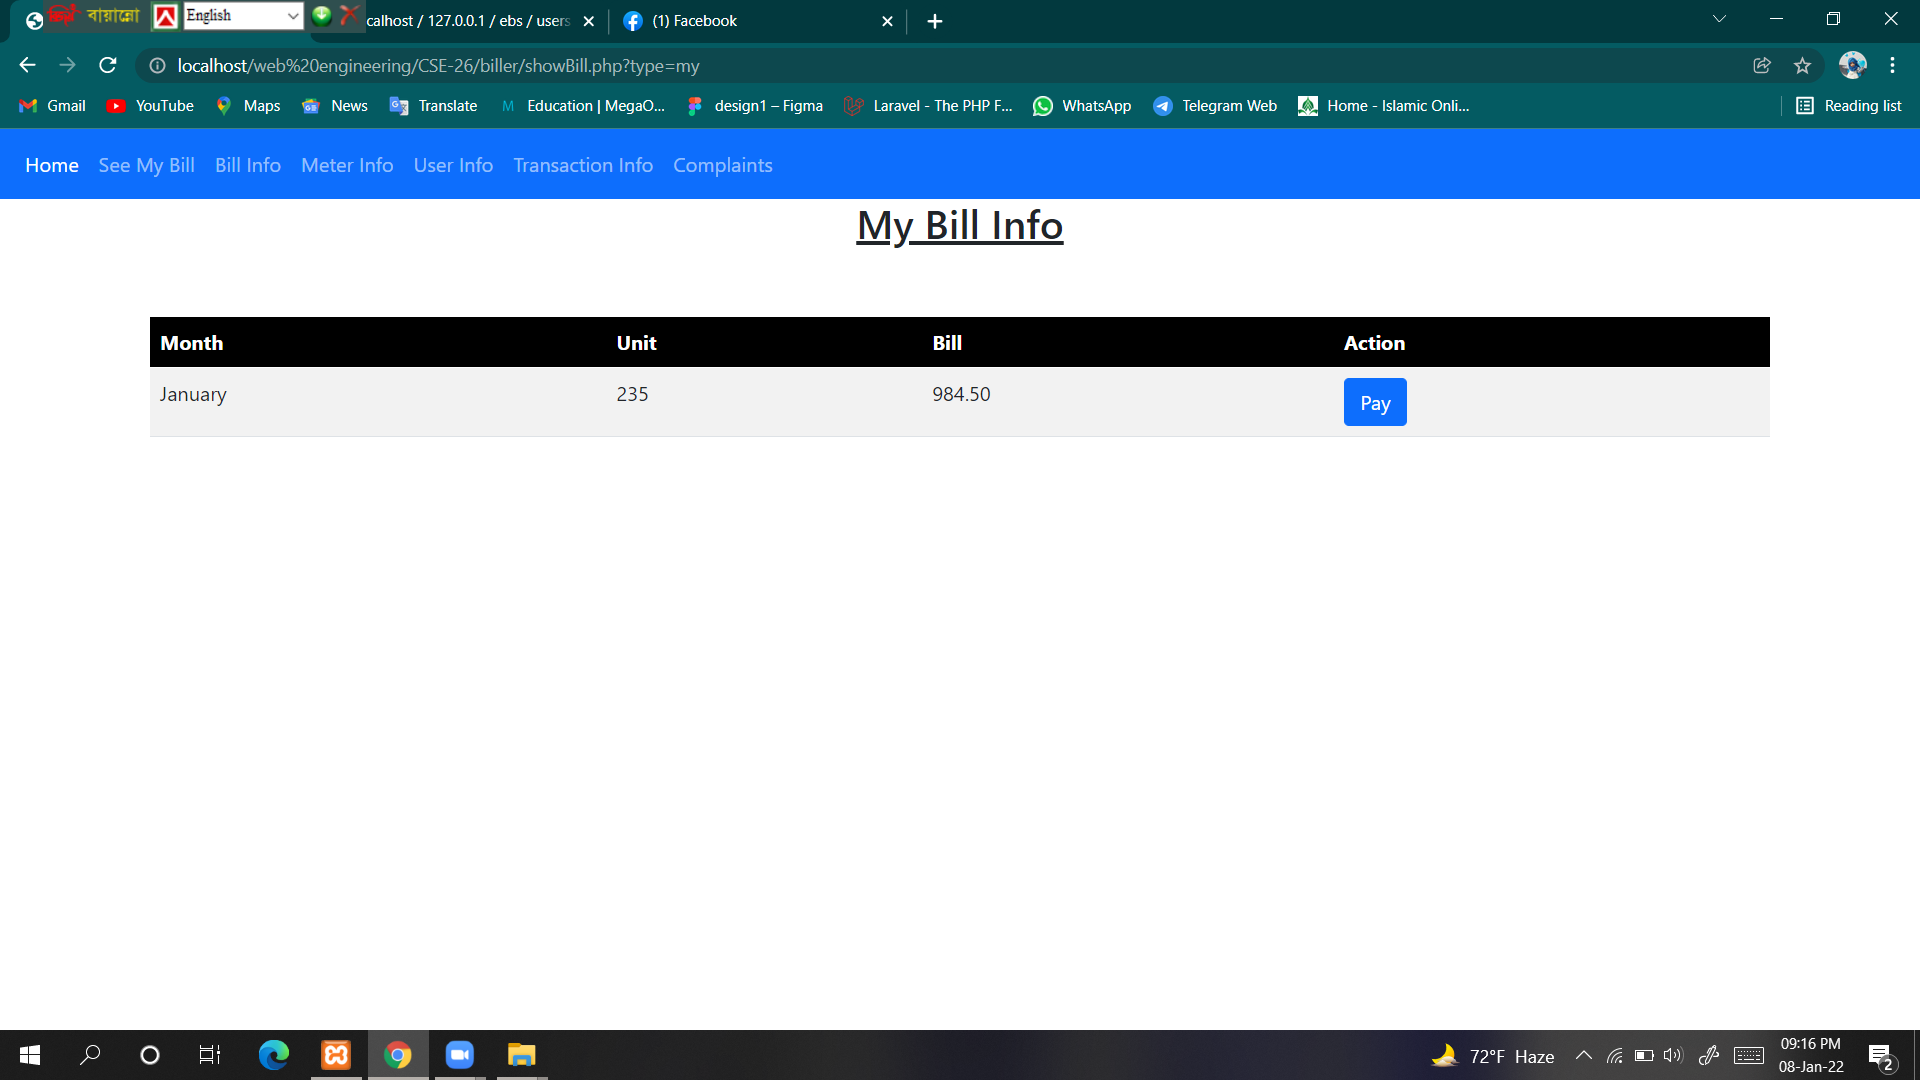 বায়ান্নো English calhost / 127.0.0.1 / ebs / users (1) Facebook
localhost/web%20engineering/CSE-26/biller/showBill.php?type=my
Gmail YouTube Maps News Translate Education | MegaO... design1 – Figma Laravel - The PHP F... WhatsApp Telegram Web Home - Islamic Onli... Reading list
Home See My Bill Bill Info Meter Info User Info Transaction Info Complaints
My Bill Info
Month Unit Bill Action
January 235 984.50 Pay
72°F Haze 09:16 PM
08-Jan-22 2